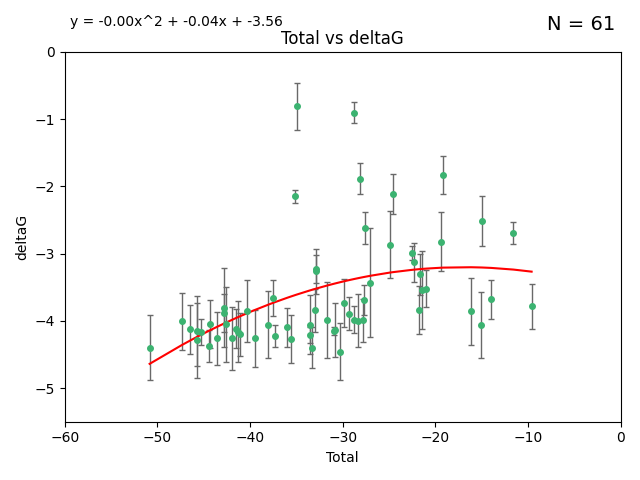 y = -0.00x^2 + -0.04x + -3.56
N = 61
Total vs deltaG
0
−1
−2
−3
−4
−5
deltaG
−60 −50 −40 −30 −20 −10 0
Total